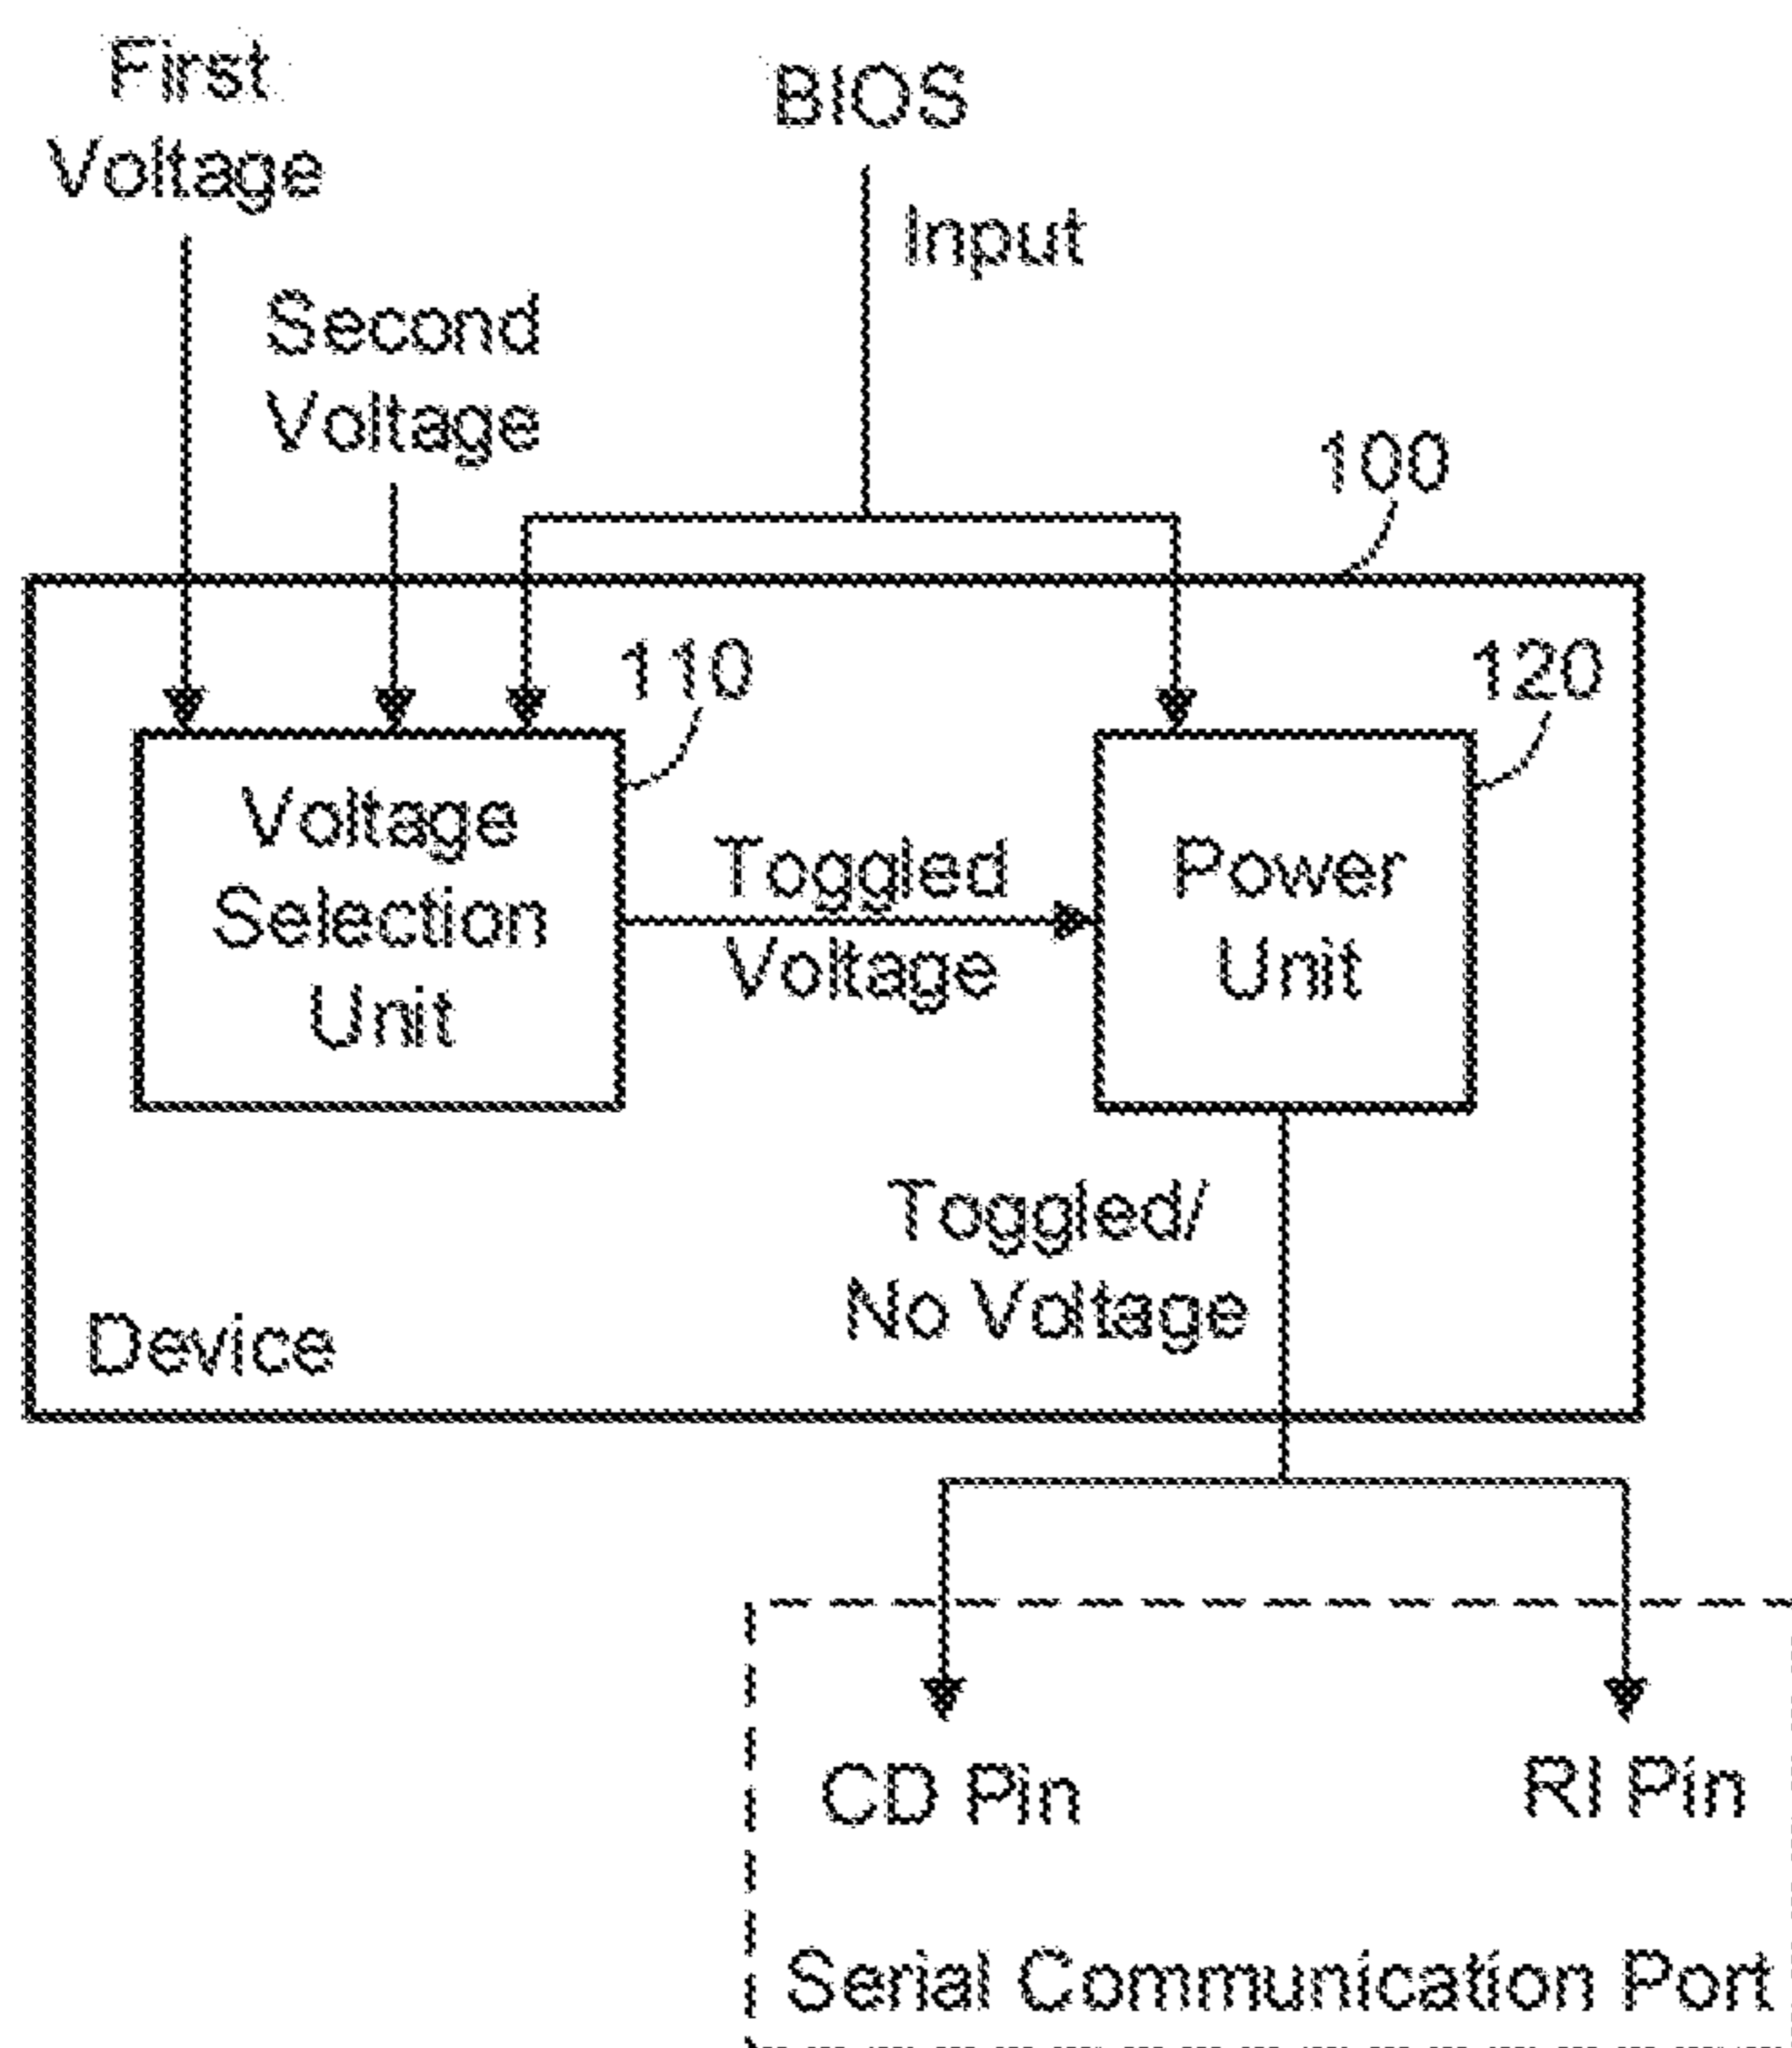 First
Voltage
BIOS
Input
Second
Voltage
100
110
120
Voltage
Selection
Unit
Toggled
Voltage
Power
Unit
Toggled/
No Voltage
Device
CD Pin
RI Pin
Serial Communication Port